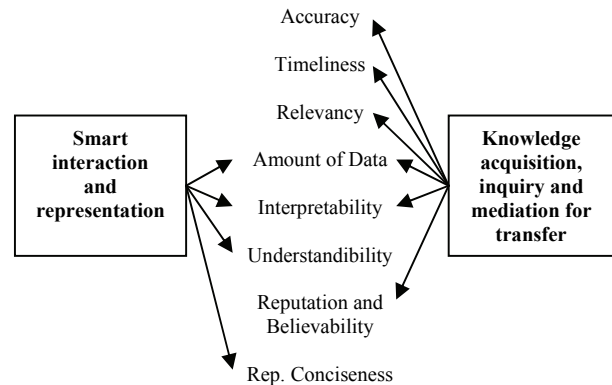 Accuracy
Timeliness
Relevancy
Smart
interaction
and
representation
Amount of Data
Interpretability
Understandibility
Reputation and
Believability
Rep. Conciseness
Knowledge
acquisition,
inquiry and
mediation for
transfer